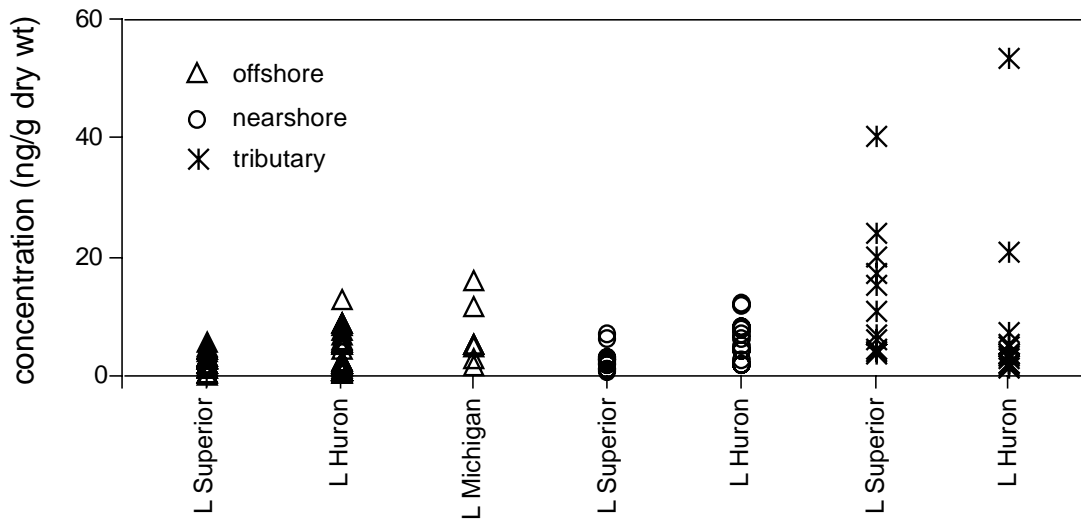 concentration (ng/g dry wt)
60
40
20
0
offshore
nearshore
tributary
L Superior
L Huron
L Michigan
L Superior
L Huron
L Superior
L Huron